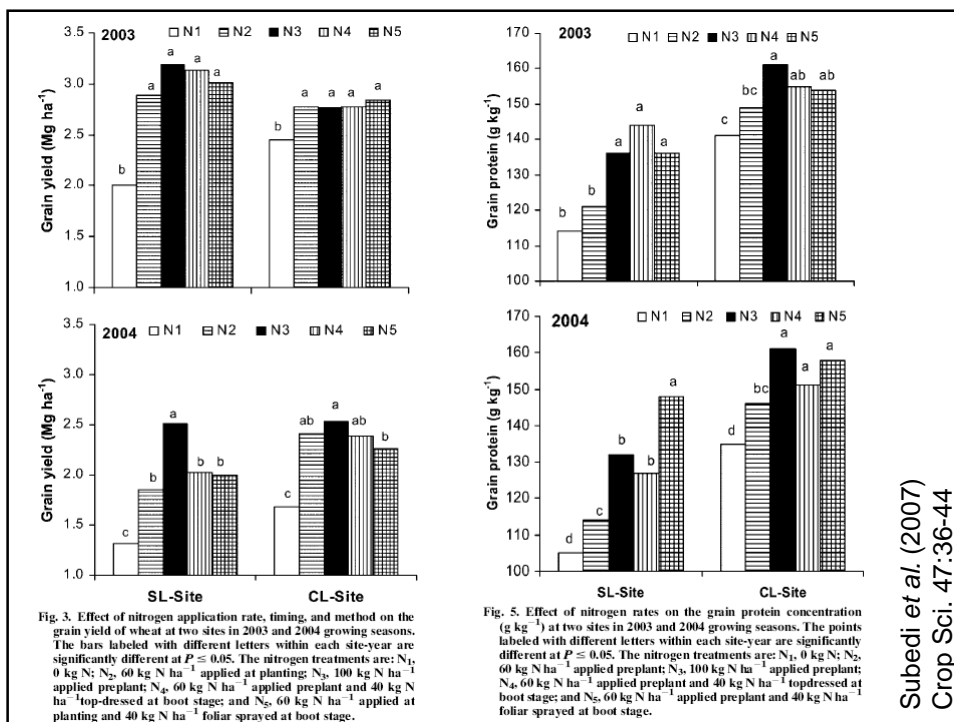 2003 N1 N2 N3 N4 N5
Grain yield (Mg ha⁻¹)
3.5
3.0
2.5
2.0
1.5
1.0
b a a a a
b a a a a
2004 N1 N2 N3 N4 N5
Grain yield (Mg ha⁻¹)
3.5
3.0
2.5
2.0
1.5
1.0
c b a b b
c ab a ab b
SL-Site CL-Site
Fig. 3. Effect of nitrogen application rate, timing, and method on the
grain yield of wheat at two sites in 2003 and 2004 growing seasons.
The bars labeled with different letters within each site-year are
significantly different at P ≤ 0.05. The nitrogen treatments are: N₁,
0 kg N; N₂, 60 kg N ha⁻¹ applied at planting; N₃, 100 kg N ha⁻¹
applied preplant; N₄, 60 kg N ha⁻¹ applied preplant and 40 kg N
ha⁻¹top-dressed at boot stage; and N₅, 60 kg N ha⁻¹ applied at
planting and 40 kg N ha⁻¹ foliar sprayed at boot stage.
2003 N1 N2 N3 N4 N5
Grain protein (g kg⁻¹)
170
160
150
140
130
120
110
100
b b a a a
c bc a ab ab
2004 N1 N2 N3 N4 N5
Grain protein (g kg⁻¹)
170
160
150
140
130
120
110
100
d c b b a
d bc a a a
SL-Site CL-Site
Fig. 5. Effect of nitrogen rates on the grain protein concentration
(g kg⁻¹) at two sites in 2003 and 2004 growing seasons. The points
labeled with different letters within each site-year are significantly
different at P ≤ 0.05. The nitrogen treatments are: N₁, 0 kg N; N₂,
60 kg N ha⁻¹ applied preplant; N₃, 100 kg N ha⁻¹ applied preplant;
N₄, 60 kg N ha⁻¹ applied preplant and 40 kg N ha⁻¹ topdressed at
boot stage; and N₅, 60 kg N ha⁻¹ applied preplant and 40 kg N ha⁻¹
foliar sprayed at boot stage.
Subedi et al. (2007)
Crop Sci. 47:36-44